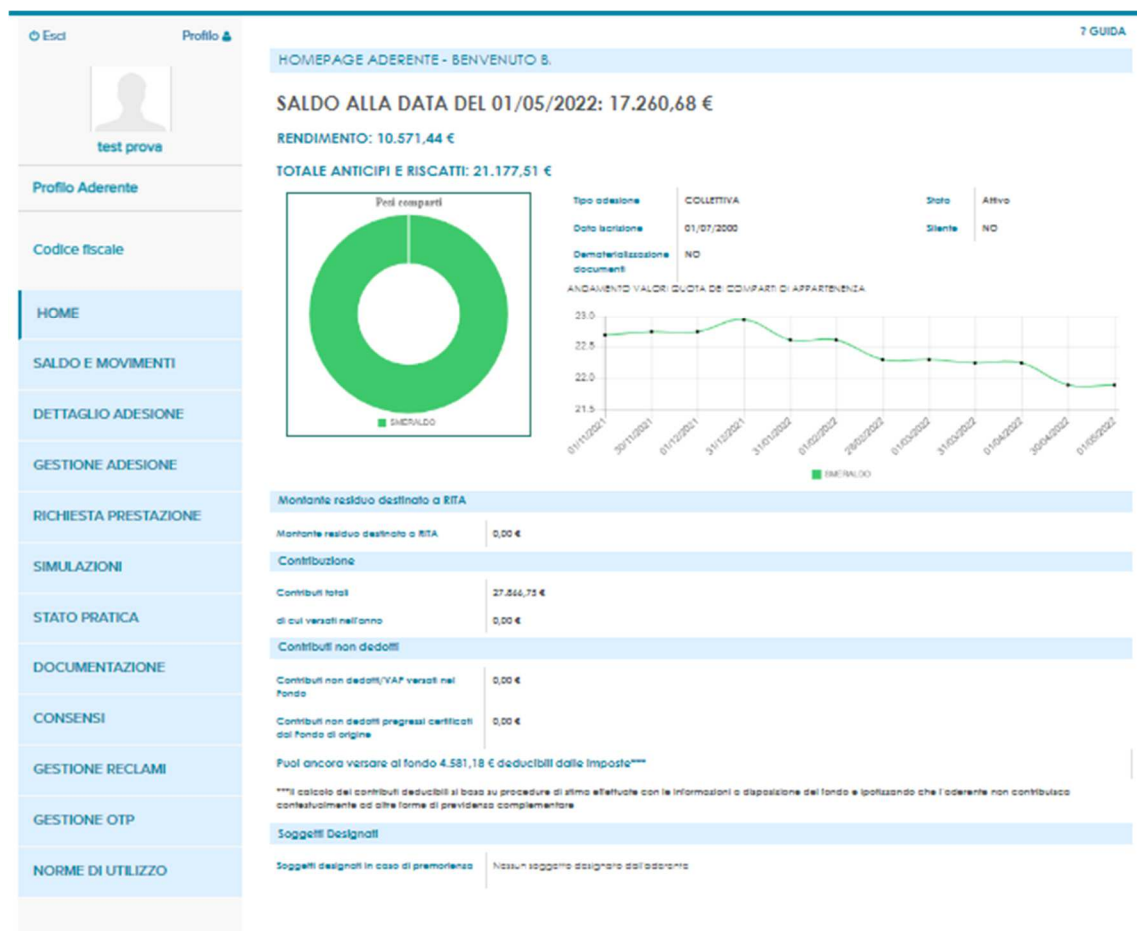 Esci
Profilo
? GUIDA
test prova
Profilo Aderente
Codice fiscale
HOME
SALDO E MOVIMENTI
DETTAGLIO ADESIONE
GESTIONE ADESIONE
RICHIESTA PRESTAZIONE
SIMULAZIONI
STATO PRATICA
DOCUMENTAZIONE
CONSENSI
GESTIONE RECLAMI
GESTIONE OTP
NORME DI UTILIZZO
HOMEPAGE ADERENTE - BENVENUTO B.
SALDO ALLA DATA DEL 01/05/2022: 17.260,68 €
RENDIMENTO: 10.571,44 €
TOTALE ANTICIPI E RISCATTI: 21.177,51 €
Pesi comparti
SMERALDO
Tipo adesione COLLETTIVA Stato Attivo
Data iscrizione 01/07/2000 Silente NO
Dematerializzazione NO
documenti
ANDAMENTO VALORI QUOTA DEI COMPARTI DI APPARTENENZA
23.0
22.5
22.0
21.5
01/11/2021 30/11/2021 01/12/2021 31/12/2021 31/01/2022 01/02/2022 28/02/2022 01/03/2022 31/03/2022 01/04/2022 30/04/2022 01/05/2022
SMERALDO
Montante residuo destinato a RITA
Montante residuo destinato a RITA 0,00 €
Contribuzione
Contributi totali
di cui versati nell'anno 0,00 €
Contributi non dedotti
Contributi non dedotti/VAP versati nel 0,00 €
Fondo
Contributi non dedotti pregressi certificati 0,00 €
dal Fondo di origine
Puoi ancora versare al fondo 4.581,18 € deducibili dalle imposte***
***Il calcolo dei contributi deducibili si basa su procedure di stima effettuate con le informazioni a disposizione del fondo e ipotizzando che l'aderente non contribuisca
contestualmente ad altre forme di previdenza complementare
Soggetti Designati
Soggetti designati in caso di premorienza Nessun soggetto designato dall'aderente